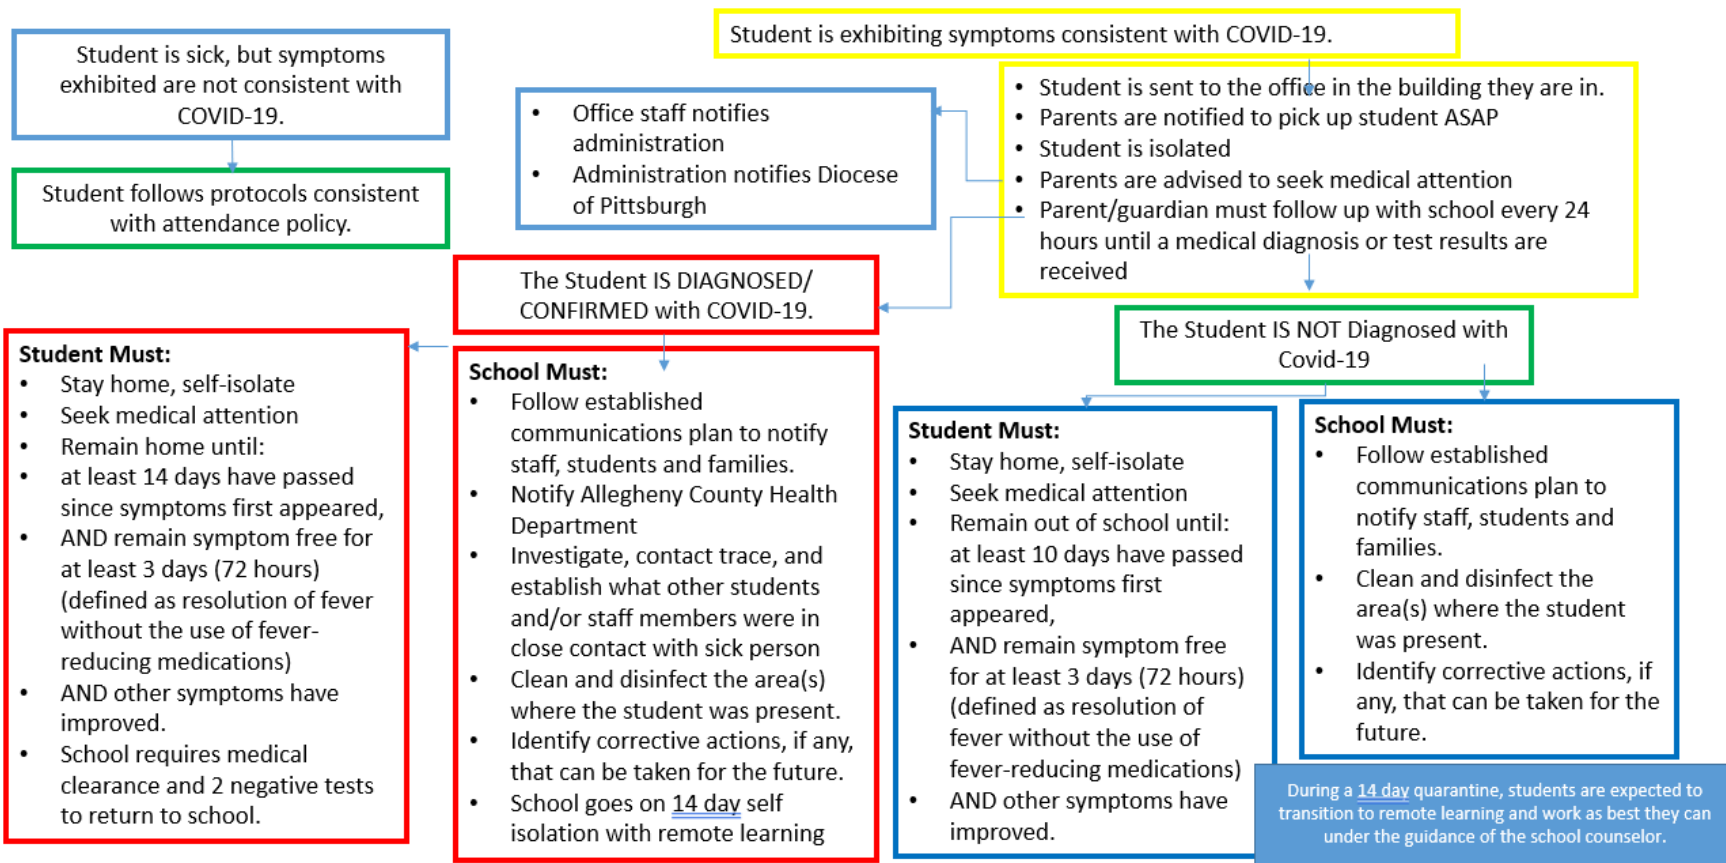 Student is sick, but symptoms
exhibited are not consistent with
COVID-19.
Student follows protocols consistent
with attendance policy.
Student is exhibiting symptoms consistent with COVID-19.
• Student is sent to the office in the building they are in.
• Parents are notified to pick up student ASAP
• Student is isolated
• Parents are advised to seek medical attention
• Parent/guardian must follow up with school every 24
hours until a medical diagnosis or test results are
received
• Office staff notifies
administration
• Administration notifies Diocese
of Pittsburgh
The Student IS DIAGNOSED/
CONFIRMED with COVID-19.
Student Must:
• Stay home, self-isolate
• Seek medical attention
• Remain home until:
• at least 14 days have passed
since symptoms first appeared,
• AND remain symptom free for
at least 3 days (72 hours)
(defined as resolution of fever
without the use of fever-
reducing medications)
• AND other symptoms have
improved.
• School requires medical
clearance and 2 negative tests
to return to school.
School Must:
• Follow established
communications plan to notify
staff, students and families.
• Notify Allegheny County Health
Department
• Investigate, contact trace, and
establish what other students
and/or staff members were in
close contact with sick person
• Clean and disinfect the area(s)
where the student was present.
• Identify corrective actions, if any,
that can be taken for the future.
• School goes on 14 day self
isolation with remote learning
The Student IS NOT Diagnosed with
Covid-19
Student Must:
• Stay home, self-isolate
• Seek medical attention
• Remain out of school until:
at least 10 days have passed
since symptoms first
appeared,
• AND remain symptom free
for at least 3 days (72 hours)
(defined as resolution of
fever without the use of
fever-reducing medications)
• AND other symptoms have
improved.
School Must:
• Follow established
communications plan to
notify staff, students and
families.
• Clean and disinfect the
area(s) where the student
was present.
• Identify corrective actions, if
any, that can be taken for the
future.
During a 14 day quarantine, students are expected to
transition to remote learning and work as best they can
under the guidance of the school counselor.